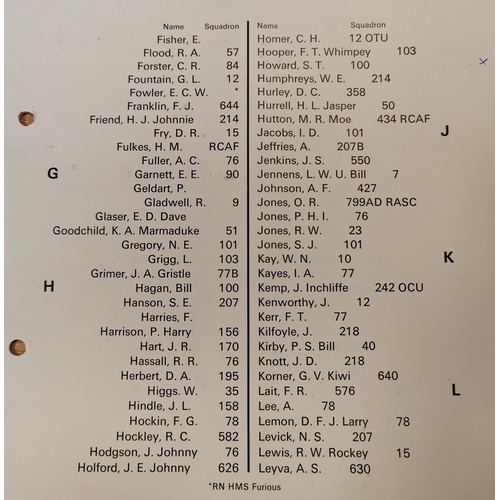 Name Squadron
Fisher, E.
Flood, R. A. 57
Forster, C. R. 84
Fountain, G. L. 12
Fowler, E. C. W. *
Franklin, F. J. 644
Friend, H. J. Johnnie 214
Fry, D. R. 15
Fulkes, H. M. RCAF
Fuller, A. C. 76
G
Garnett, E. E. 90
Geldart, P.
Gladwell, R. 9
Glaser, E. D. Dave
Goodchild, K. A. Marmaduke 51
Gregory, N. E. 101
Grigg, L. 103
Grimer, J. A. Gristle 77B
H
Hagan, Bill 100
Hanson, S. E. 207
Harries, F.
Harrison, P. Harry 156
Hart, J. R. 170
Hassall, R. R. 76
Herbert, D. A. 195
Higgs. W. 35
Hindle, J. L. 158
Hockin, F. G. 78
Hockley, R. C. 582
Hodgson, J. Johnny 76
Holford, J. E. Johnny 626
Name Squadron
Homer, C. H. 12 OTU
Hooper, F. T. Whimpey 103
Howard, S. T. 100
Humphreys, W. E. 214
Hurley, D. C. 358
Hurrell, H. L. Jasper 50
Hutton, M. R. Moe 434 RCAF
J
Jacobs, I. D. 101
Jeffries, A. 207B
Jenkins, J. S. 550
Jennens, L. W. U. Bill 7
Johnson, A. F. 427
Jones, O. R. 799AD RASC
Jones, P. H. I. 76
Jones, R. W. 23
Jones, S. J. 101
K
Kay, W. N. 10
Kayes, I. A. 77
Kemp, J. Inchliffe 242 OCU
Kenworthy, J. 12
Kerr, F. T. 77
Kilfoyle, J. 218
Kirby, P. S. Bill 40
Knott, J. D. 218
Korner, G. V. Kiwi 640
L
Lait, F. R. 576
Lee, A. 78
Lemon, D. F. J. Larry 78
Levick, N. S. 207
Lewis, R. W. Rockey 15
Leyva, A. S. 630
*RN HMS Furious